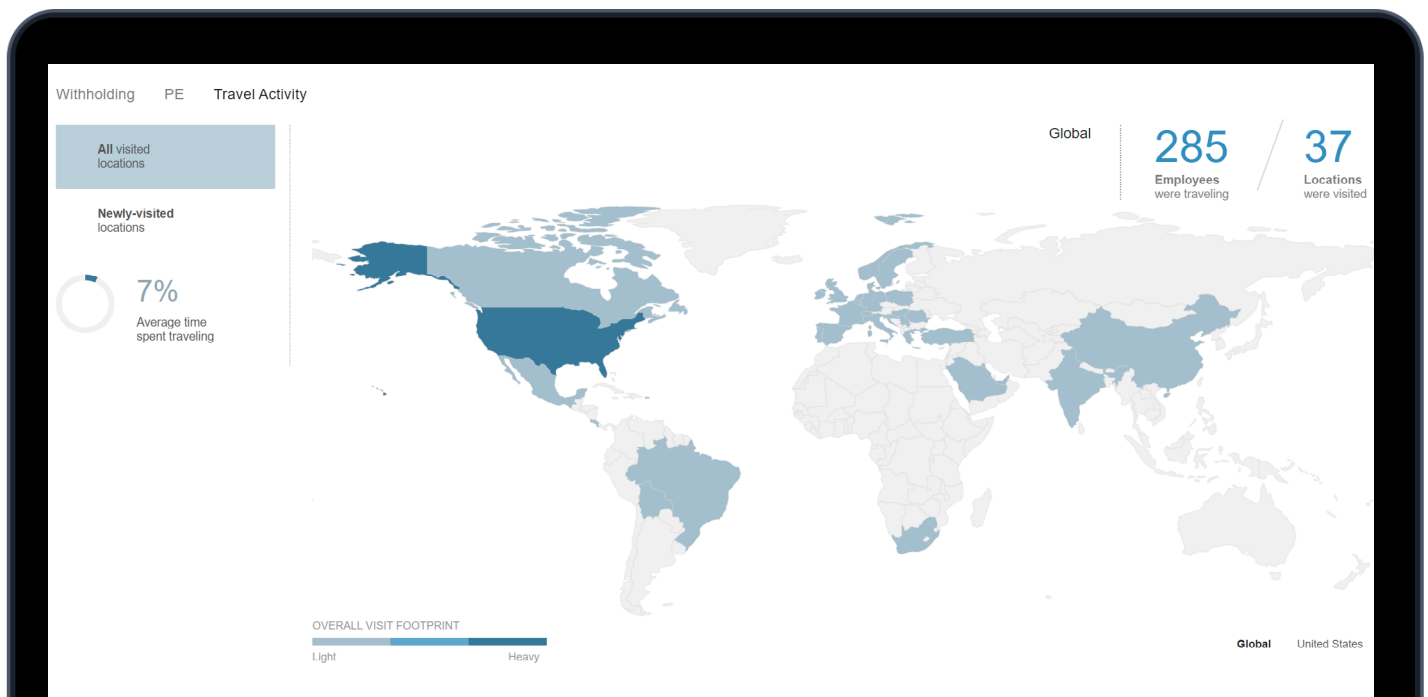 Withholding PE Travel Activity
All visited
locations
Newly-visited
locations
7%
Average time
spent traveling
Global
285
Employees
were traveling
37
Locations
were visited
OVERALL VISIT FOOTPRINT
Light Heavy
Global United States